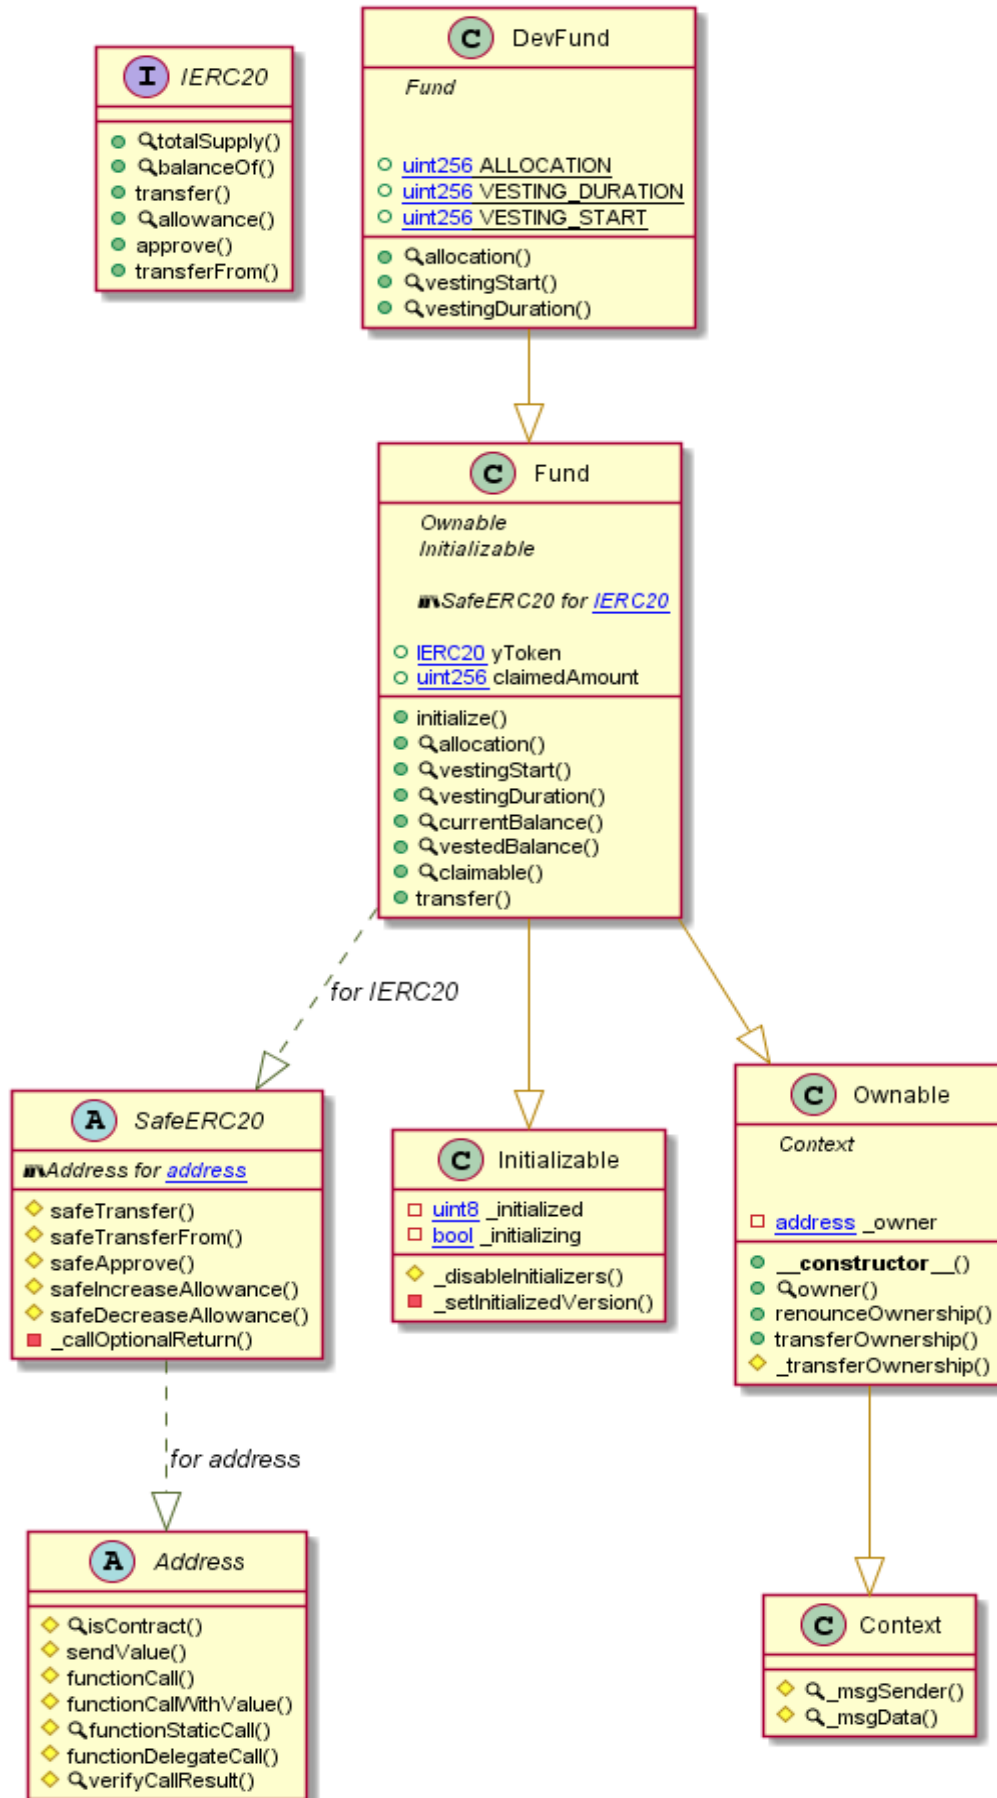 I IERC20
totalSupply()
balanceOf()
transfer()
allowance()
approve()
transferFrom()
C DevFund
Fund
uint256 ALLOCATION
uint256 VESTING_DURATION
uint256 VESTING_START
allocation()
vestingStart()
vestingDuration()
C Fund
Ownable
Initializable
SafeERC20 for IERC20
IERC20 yToken
uint256 claimedAmount
initialize()
allocation()
vestingStart()
vestingDuration()
currentBalance()
vestedBalance()
claimable()
transfer()
for IERC20
A SafeERC20
Address for address
safeTransfer()
safeTransferFrom()
safeApprove()
safeIncreaseAllowance()
safeDecreaseAllowance()
_callOptionalReturn()
C Initializable
uint8 _initialized
bool _initializing
_disableInitializers()
_setInitializedVersion()
C Ownable
Context
address _owner
__constructor__()
owner()
renounceOwnership()
transferOwnership()
_transferOwnership()
for address
A Address
isContract()
sendValue()
functionCall()
functionCallWithValue()
functionStaticCall()
functionDelegateCall()
verifyCallResult()
C Context
_msgSender()
_msgData()